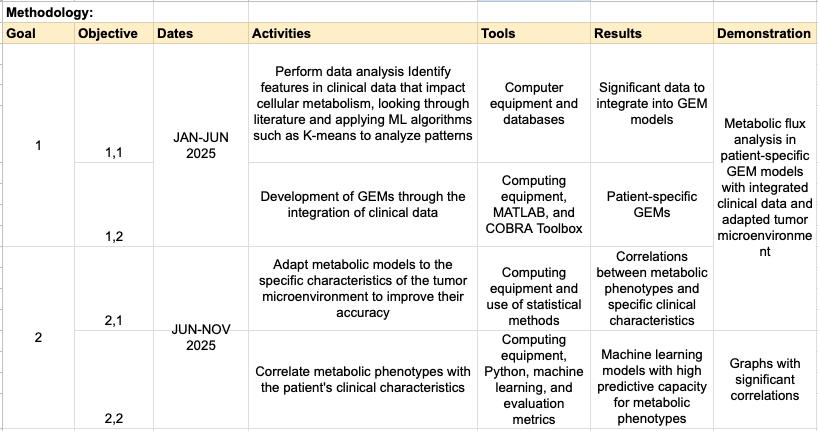 Methodology:
Goal Objective Dates Activities Tools Results Demonstration
1
1,1
JAN-JUN
2025
Perform data analysis Identify
features in clinical data that impact
cellular metabolism, looking through
literature and applying ML algorithms
such as K-means to analyze patterns
Computer
equipment and
databases
Significant data to
integrate into GEM
models
Metabolic flux
analysis in
patient-specific
GEM models
with integrated
clinical data and
adapted tumor
microenvironme
nt
1,2
Development of GEMs through the
integration of clinical data
Computing
equipment,
MATLAB, and
COBRA Toolbox
Patient-specific
GEMs
2
2,1
JUN-NOV
2025
Adapt metabolic models to the
specific characteristics of the tumor
microenvironment to improve their
accuracy
Computing
equipment and
use of statistical
methods
Correlations
between metabolic
phenotypes and
specific clinical
characteristics
2,2
Correlate metabolic phenotypes with
the patient's clinical characteristics
Computing
equipment,
Python, machine
learning, and
evaluation
metrics
Machine learning
models with high
predictive capacity
for metabolic
phenotypes
Graphs with
significant
correlations